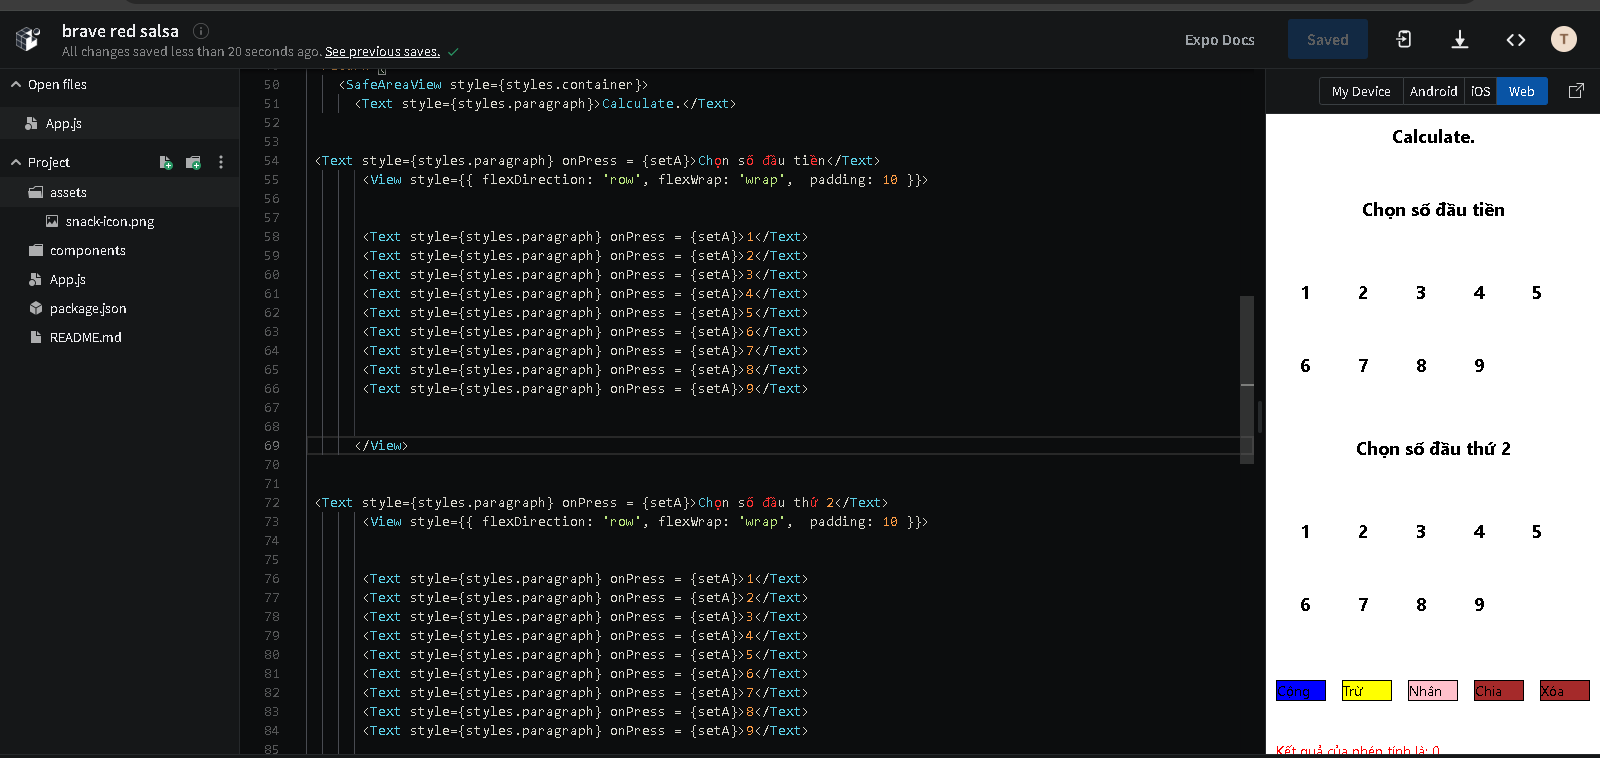 brave red salsa
All changes saved less than 20 seconds ago. See previous saves.
Expo Docs
Saved
T
Open files
App.js
Project
assets
snack-icon.png
components
App.js
package.json
README.md
50 <SafeAreaView style={styles.container}>
51 <Text style={styles.paragraph}>Calculate.</Text>
52
53
54 <Text style={styles.paragraph} onPress = {setA}>Chọn số đầu tiền</Text>
55 <View style={{ flexDirection: 'row', flexWrap: 'wrap',  padding: 10 }}>
56
57
58 <Text style={styles.paragraph} onPress = {setA}>1</Text>
59 <Text style={styles.paragraph} onPress = {setA}>2</Text>
60 <Text style={styles.paragraph} onPress = {setA}>3</Text>
61 <Text style={styles.paragraph} onPress = {setA}>4</Text>
62 <Text style={styles.paragraph} onPress = {setA}>5</Text>
63 <Text style={styles.paragraph} onPress = {setA}>6</Text>
64 <Text style={styles.paragraph} onPress = {setA}>7</Text>
65 <Text style={styles.paragraph} onPress = {setA}>8</Text>
66 <Text style={styles.paragraph} onPress = {setA}>9</Text>
67
68
69 </View>
70
71
72 <Text style={styles.paragraph} onPress = {setA}>Chọn số đầu thứ 2</Text>
73 <View style={{ flexDirection: 'row', flexWrap: 'wrap',  padding: 10 }}>
74
75
76 <Text style={styles.paragraph} onPress = {setA}>1</Text>
77 <Text style={styles.paragraph} onPress = {setA}>2</Text>
78 <Text style={styles.paragraph} onPress = {setA}>3</Text>
79 <Text style={styles.paragraph} onPress = {setA}>4</Text>
80 <Text style={styles.paragraph} onPress = {setA}>5</Text>
81 <Text style={styles.paragraph} onPress = {setA}>6</Text>
82 <Text style={styles.paragraph} onPress = {setA}>7</Text>
83 <Text style={styles.paragraph} onPress = {setA}>8</Text>
84 <Text style={styles.paragraph} onPress = {setA}>9</Text>
85
My Device Android iOS Web
Calculate.
Chọn số đầu tiền
1 2 3 4 5
6 7 8 9
Chọn số đầu thứ 2
1 2 3 4 5
6 7 8 9
Cộng Trừ Nhân Chia Xóa
Kết quả của phép tính là: 0